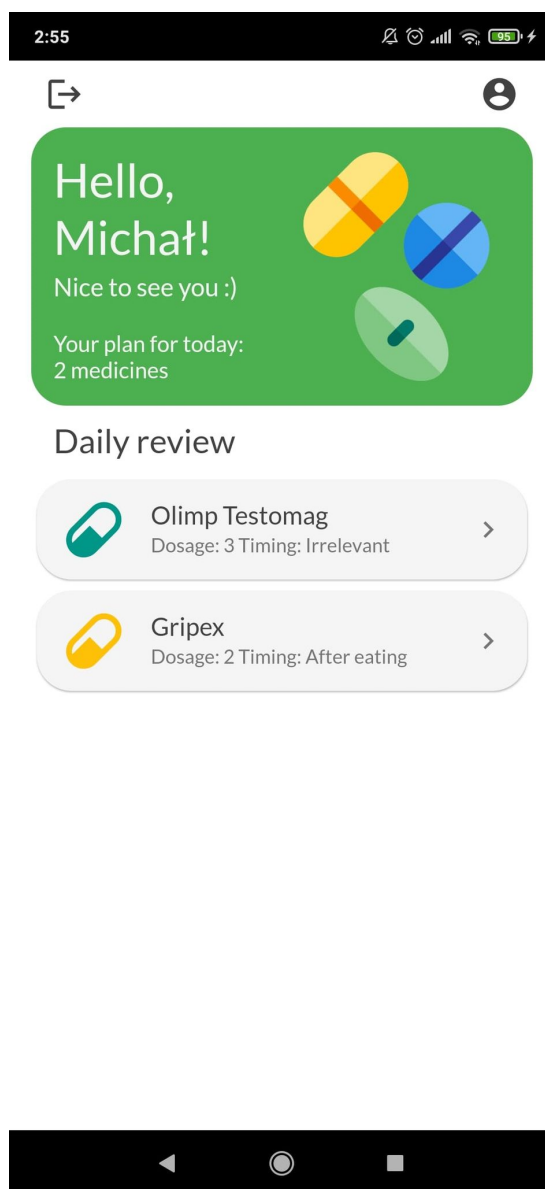 2:55
95
Hello,
Michał!
Nice to see you :)
Your plan for today:
2 medicines
Daily review
Olimp Testomag
Dosage: 3 Timing: Irrelevant
Gripex
Dosage: 2 Timing: After eating